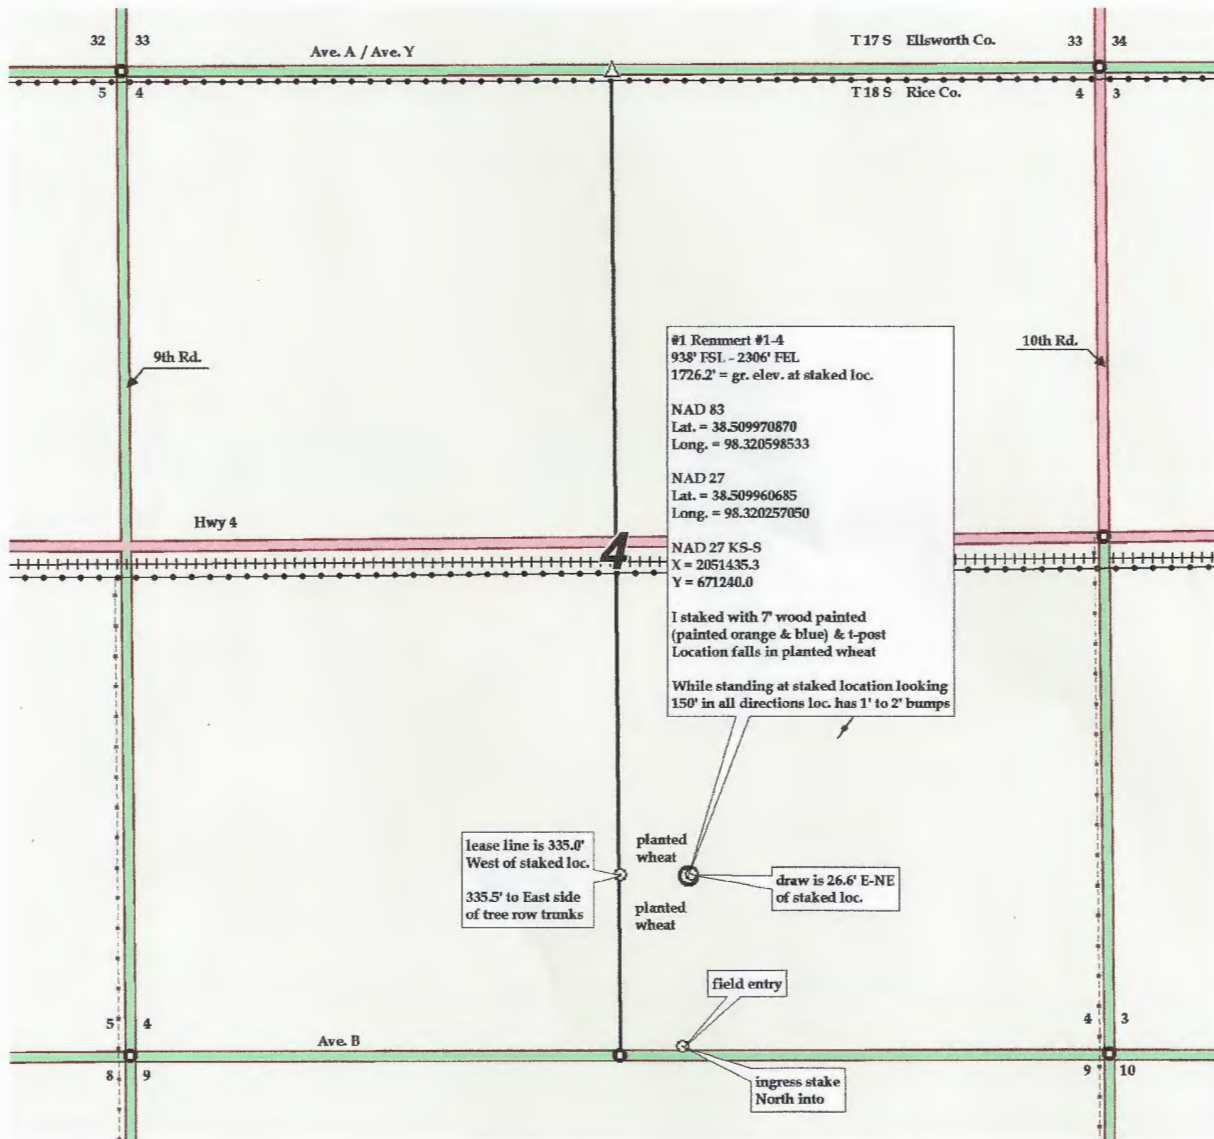 32 33
Ave. A / Ave. Y
T 17 S Ellsworth Co.
33 34
5 4
T 18 S Rice Co.
4 3
9th Rd.
10th Rd.
#1 Remmert #1-4
938' FSL - 2306' FEL
1726.2' = gr. elev. at staked loc.
NAD 83
Lat. = 38.509970870
Long. = 98.320598533
NAD 27
Lat. = 38.509960685
Long. = 98.320257050
NAD 27 KS-S
X = 2051435.3
Y = 671240.0
I staked with 7' wood painted
(painted orange & blue) & t-post
Location falls in planted wheat
While standing at staked location looking
150' in all directions loc. has 1' to 2' bumps
Hwy 4
4
lease line is 335.0'
West of staked loc.
335.5' to East side
of tree row trunks
planted
wheat
planted
wheat
draw is 26.6' E-NE
of staked loc.
field entry
5 4
4 3
Ave. B
8 9
9 10
ingress stake
North into